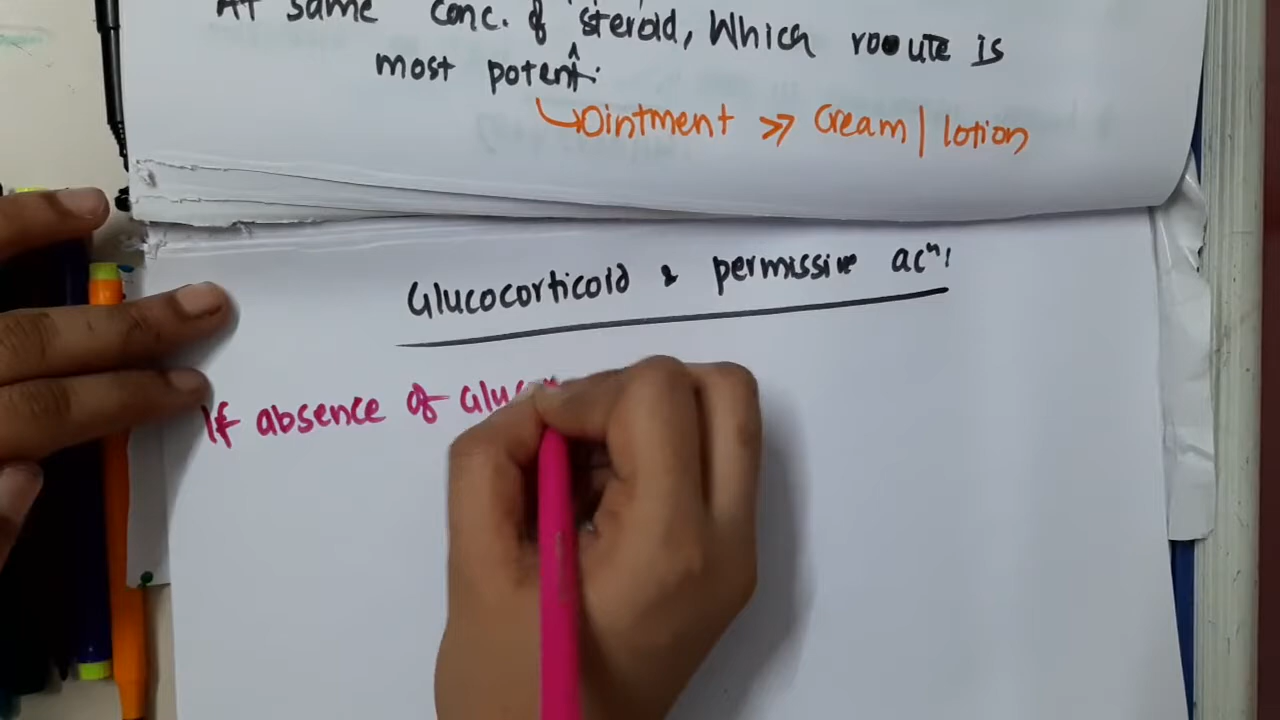 At same conc. of steroid, Which route is
^
most potent:
Ointment >> Cream | lotion
Glucocorticoid & permissive acⁿ:
If absence of Gluco